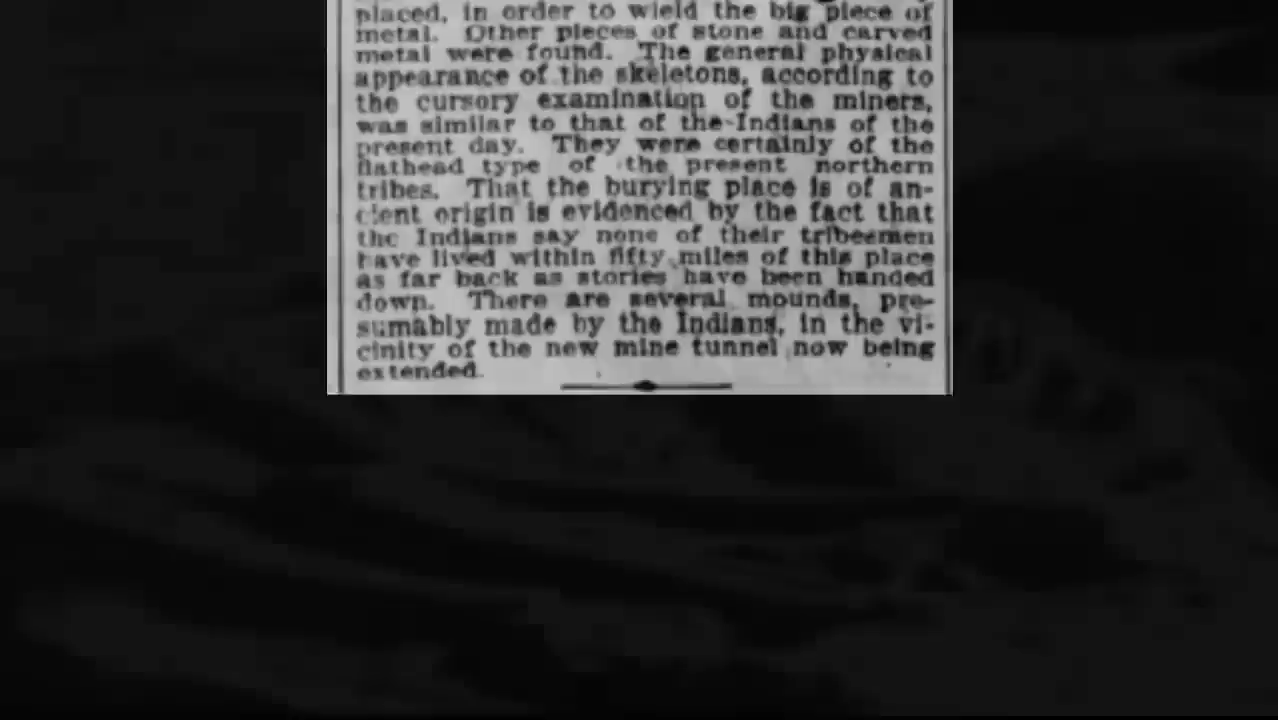 placed, in order to wield the big piece of
metal. Other pieces of stone and carved
metal were found. The general physical
appearance of the skeletons, according to
the cursory examination of the miners,
was similar to that of the Indians of the
present day. They were certainly of the
flathead type of the present northern
tribes. That the burying place is of an-
cient origin is evidenced by the fact that
the Indians say none of their tribesmen
have lived within fifty miles of this place
as far back as stories have been handed
down. There are several mounds, pre-
sumably made by the Indians, in the vi-
cinity of the new mine tunnel now being
extended.